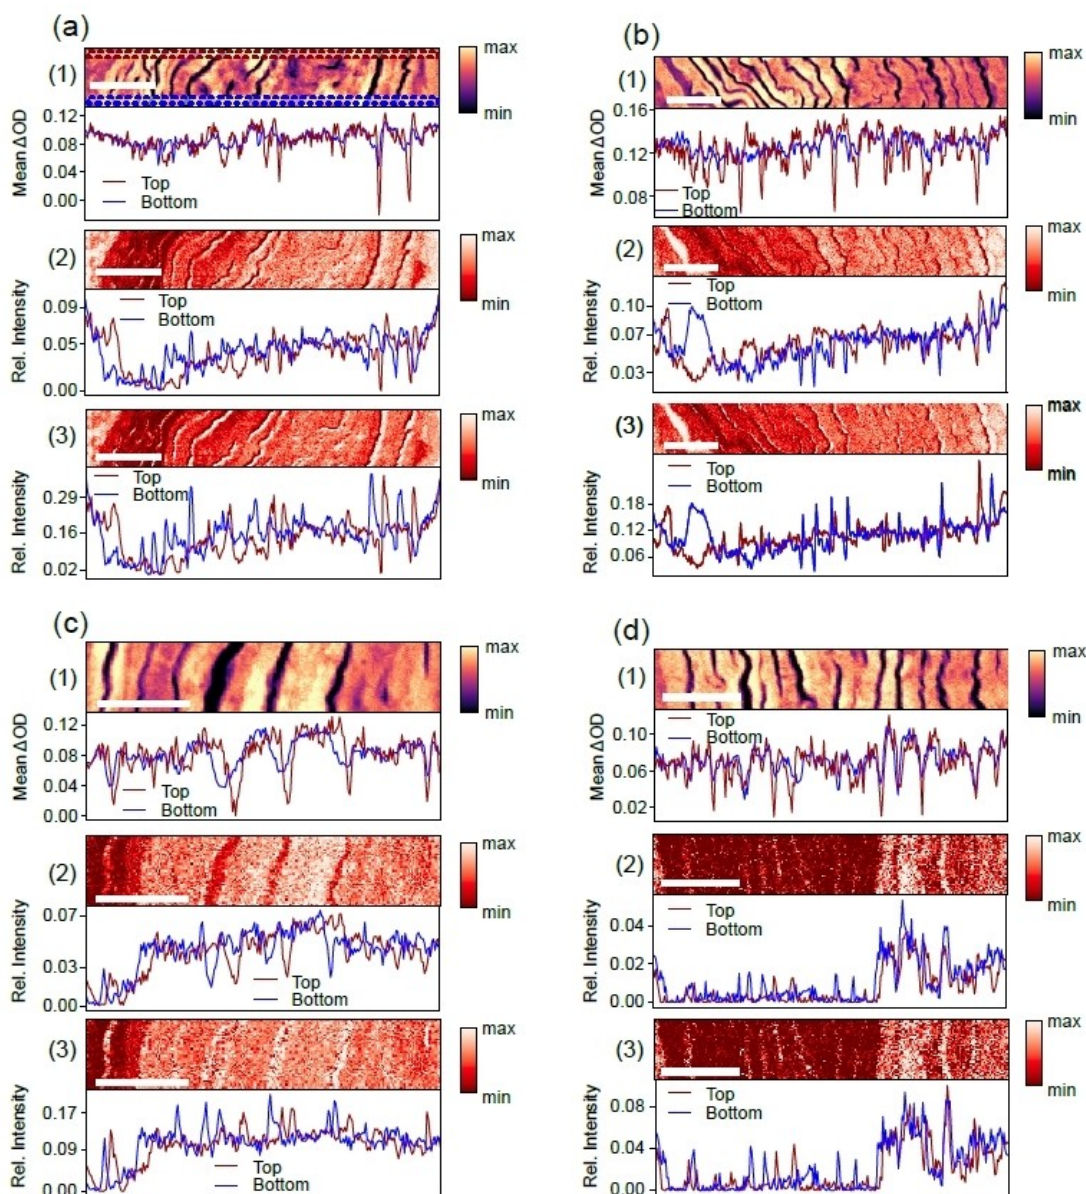 (a)
(1)
max
min
Mean ΔOD
0.12
0.08
0.04
0.00
Top
Bottom
(2)
max
min
Rel. Intensity
0.09
0.05
0.00
Top
Bottom
(3)
max
min
Rel. Intensity
0.29
0.16
0.02
Top
Bottom
(b)
(1)
max
min
Mean ΔOD
0.16
0.12
0.08
Top
Bottom
(2)
max
min
Rel. Intensity
0.10
0.07
0.03
Top
Bottom
(3)
max
min
Rel. Intensity
0.18
0.12
0.06
Top
Bottom
(c)
(1)
max
min
Mean ΔOD
0.12
0.08
0.04
0.00
Top
Bottom
(2)
max
min
Rel. Intensity
0.07
0.03
0.00
Top
Bottom
(3)
max
min
Rel. Intensity
0.17
0.09
0.00
Top
Bottom
(d)
(1)
max
min
Mean ΔOD
0.10
0.06
0.02
Top
Bottom
(2)
max
min
Rel. Intensity
0.04
0.02
0.00
Top
Bottom
(3)
max
min
Rel. Intensity
0.08
0.04
0.00
Top
Bottom